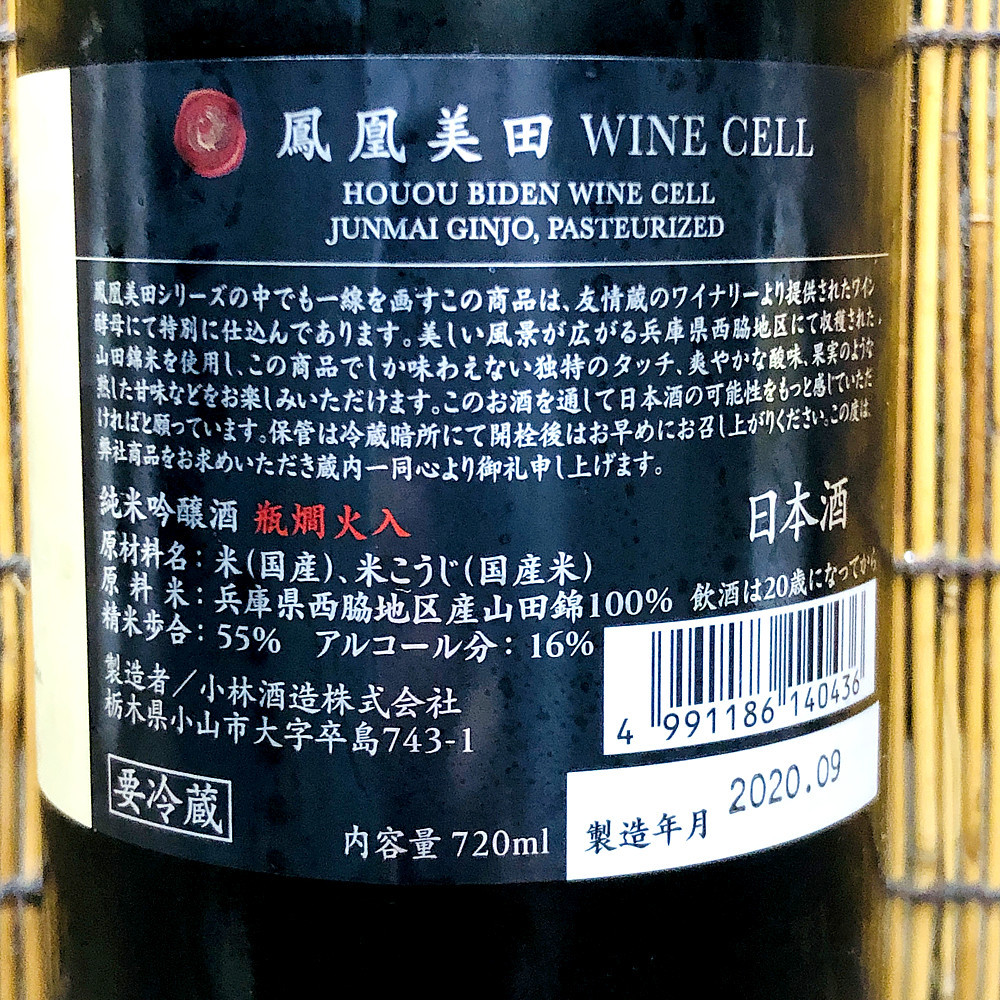 鳳凰美田 WINE CELL
HOUOU BIDEN WINE CELL
JUNMAI GINJO, PASTEURIZED
鳳凰美田シリーズの中でも一線を画すこの商品は、友情蔵のワイナリーより提供されたワイン
酵母にて特別に仕込んであります。美しい風景が広がる兵庫県西脇地区にて収穫された
山田錦米を使用し、この商品でしか味わえない独特のタッチ、爽やかな酸味、果実のような
熟した甘味などをお楽しみいただけます。このお酒を通して日本酒の可能性をもっと感じていただ
ければと願っています。保管は冷蔵暗所にて開栓後はお早めにお召し上がりください。この度は
弊社商品をお求めいただき蔵内一同心より御礼申し上げます。
純米吟醸酒 瓶燗火入
日本酒
原材料名：米(国産)、米こうじ(国産米)
原料米：兵庫県西脇地区産山田錦100%
飲酒は20歳になってから
精米歩合：55% アルコール分：16%
製造者／小林酒造株式会社
栃木県小山市大字卒島743-1
4 991186 140436
要冷蔵
内容量 720ml
製造年月 2020.09